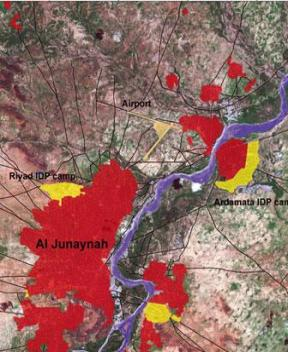 Airport
Riyad IDP camp
Ardamata IDP cam
Al Junaynah